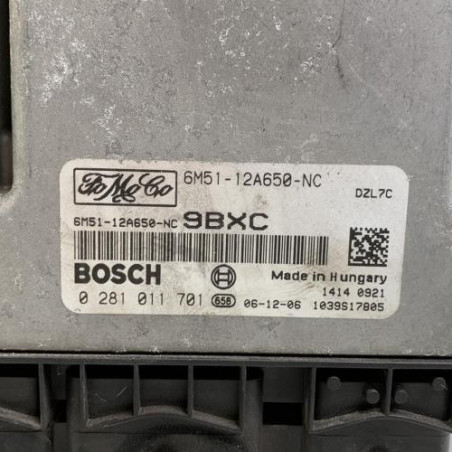 FoMoCo 6M51-12A650-NC
DZL7C
6M51-12A650-NC 9BXC
BOSCH Made in Hungary
1414 0921
0 281 011 701 65B 06-12-06 1039S17805